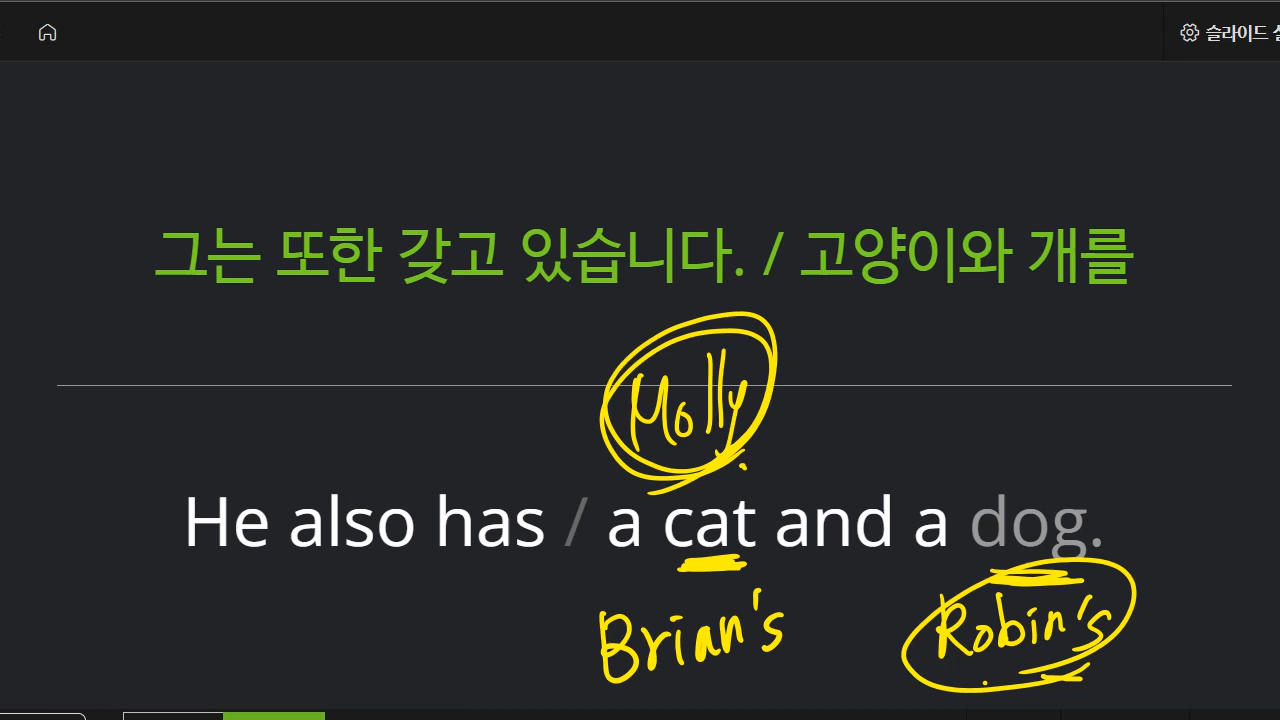 슬라이드
그는 또한 갖고 있습니다. / 고양이와 개를
Molly
He also has / a cat and a dog.
Brian's
Robin's